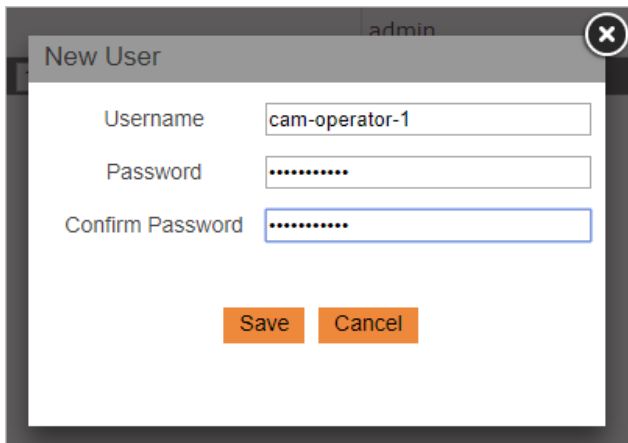 admin
New User
Username cam-operator-1
Password •••••••••••
Confirm Password •••••••••••
Save Cancel